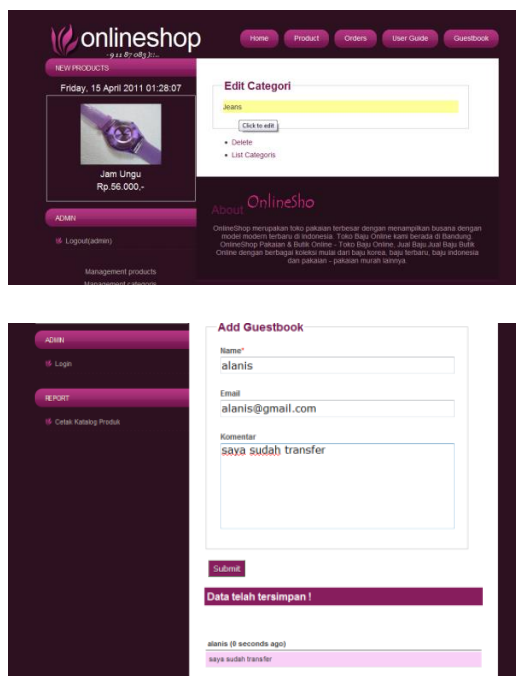 onlineshop
Home Product Orders User Guide Guestbook
NEW PRODUCTS
Friday, 15 April 2011 01:28:07
Jam Ungu
Rp.56.000,-
ADMIN
Logout(admin)
Management products
Management categoris
Edit Categori
Jeans
Click to edit
Delete
List Categoris
About OnlineSho
OnlineShop merupakan toko pakaian terbesar dengan menampilkan busana dengan
model modern terbaru di indonesia. Toko Baju Online kami berada di Bandung.
OnlineShop Pakaian & Butik Online - Toko Baju Online, Jual Baju,Jual Baju Butik
Online dengan berbagai koleksi mulai dari baju korea, baju terbaru, baju indonesia
dan pakaian - pakaian murah lainnya.
ADMIN
Login
REPORT
Cetak Katalog Produk
Add Guestbook
Name*
alanis
Email
alanis@gmail.com
Komentar
saya sudah transfer
Submit
Data telah tersimpan !
alanis (0 seconds ago)
saya sudah transfer